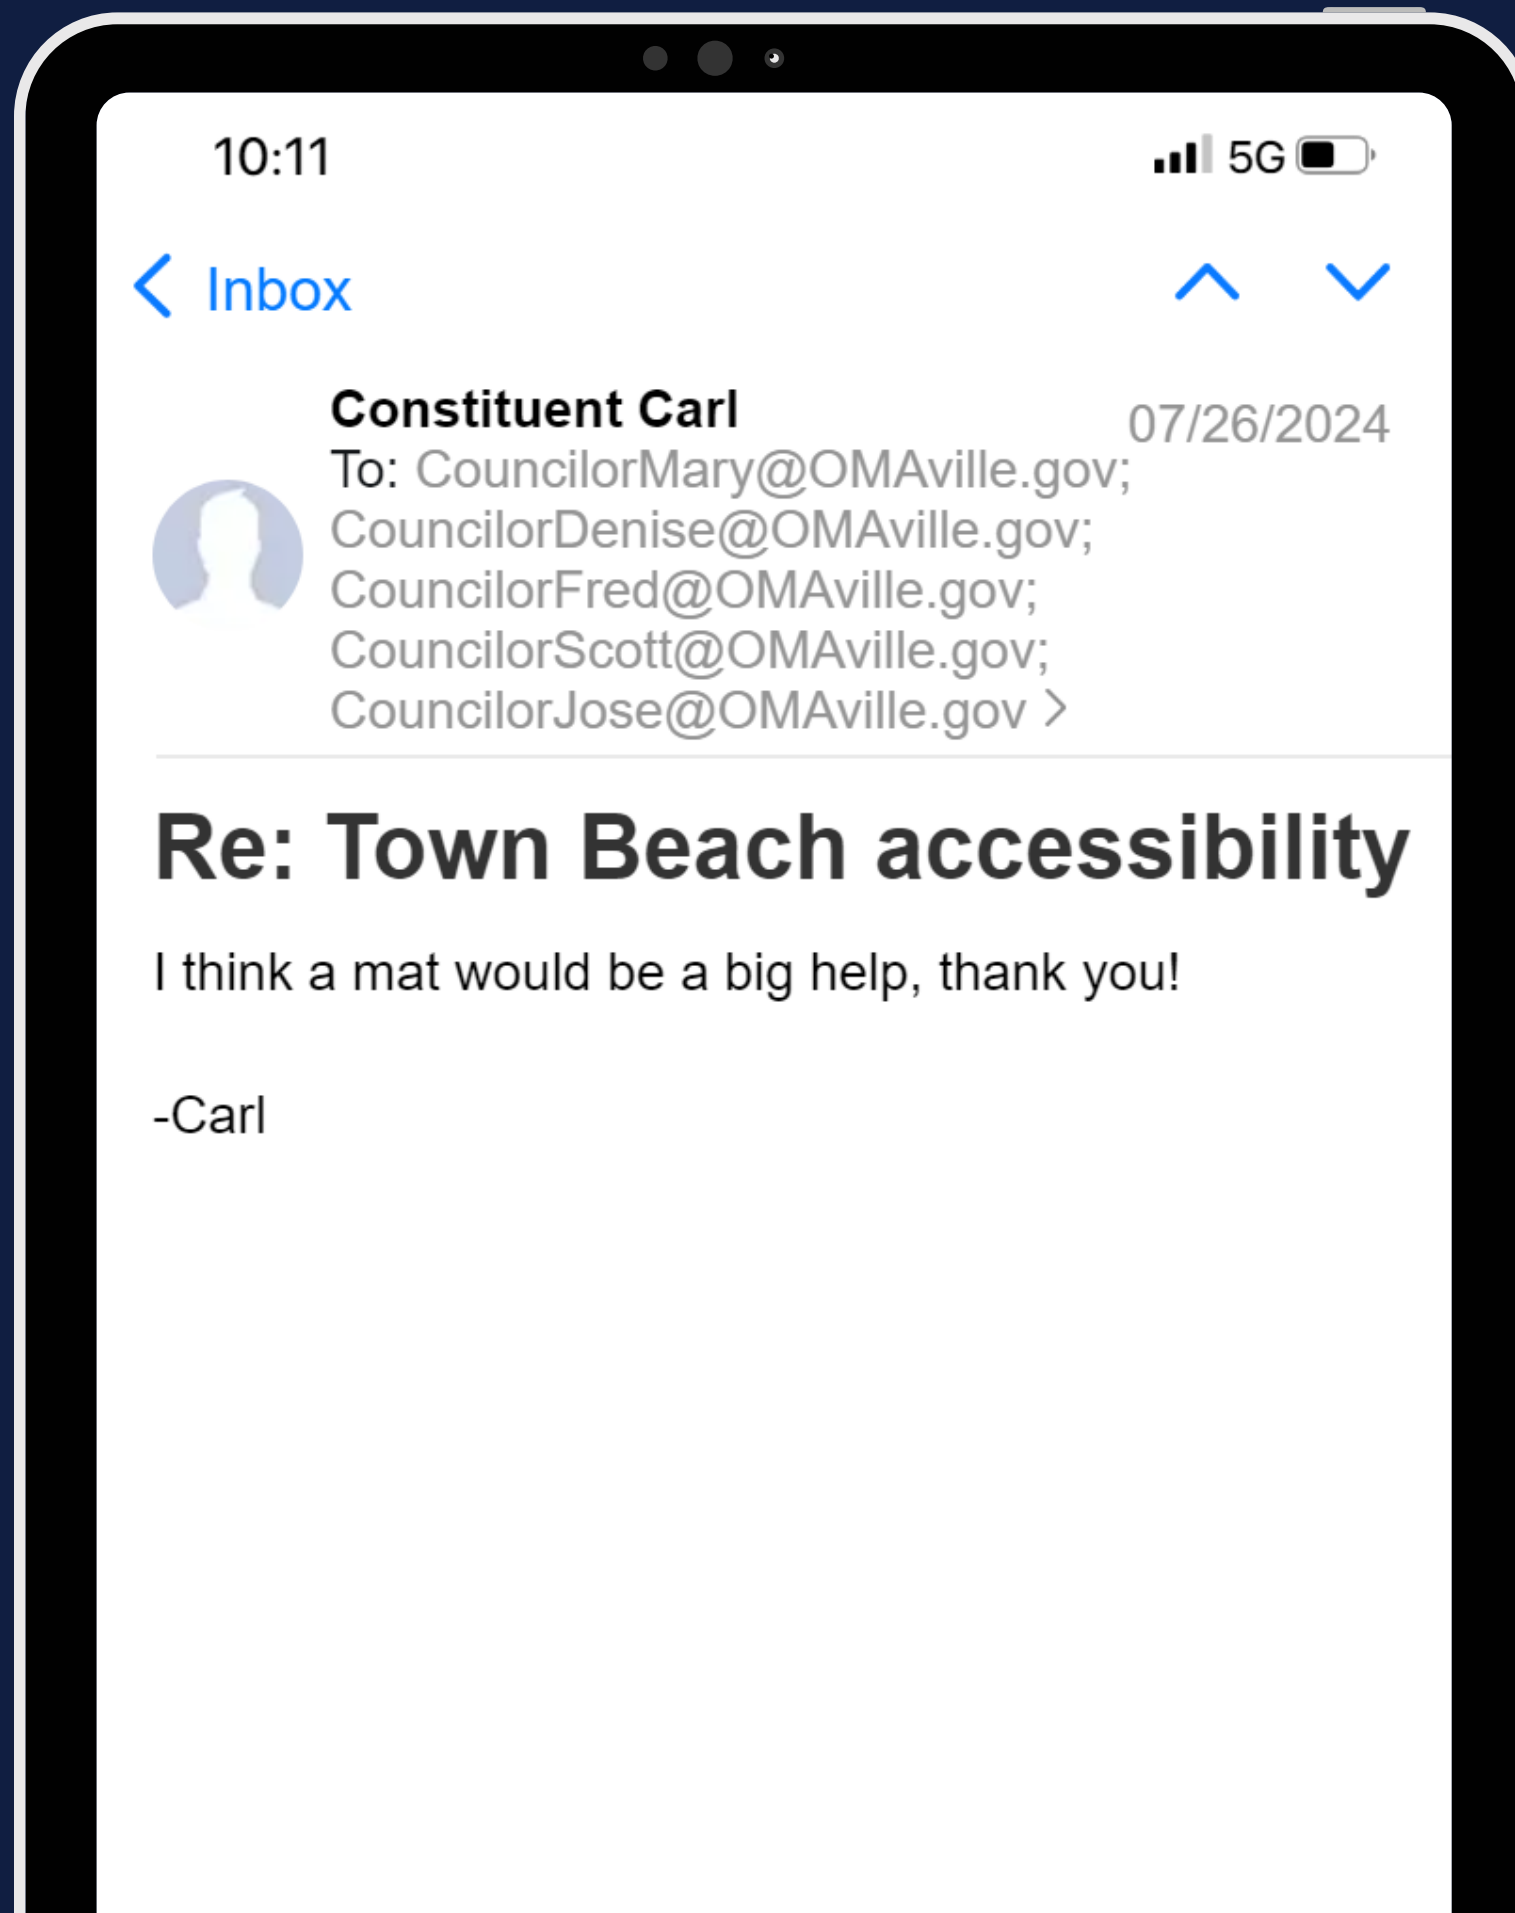 10:11
5G
Inbox
Constituent Carl
07/26/2024
To: CouncilorMary@OMAville.gov;
CouncilorDenise@OMAville.gov;
CouncilorFred@OMAville.gov;
CouncilorScott@OMAville.gov;
CouncilorJose@OMAville.gov
Re: Town Beach accessibility
I think a mat would be a big help, thank you!
-Carl